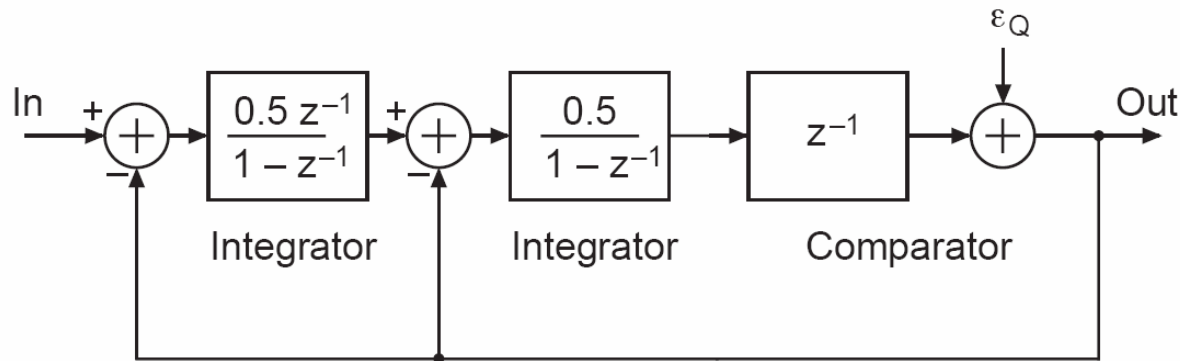 ε_Q
In
Out
+
+
0.5 z⁻¹
1 – z⁻¹
+
+
0.5
1 – z⁻¹
z⁻¹
+
–
–
Integrator
Integrator
Comparator